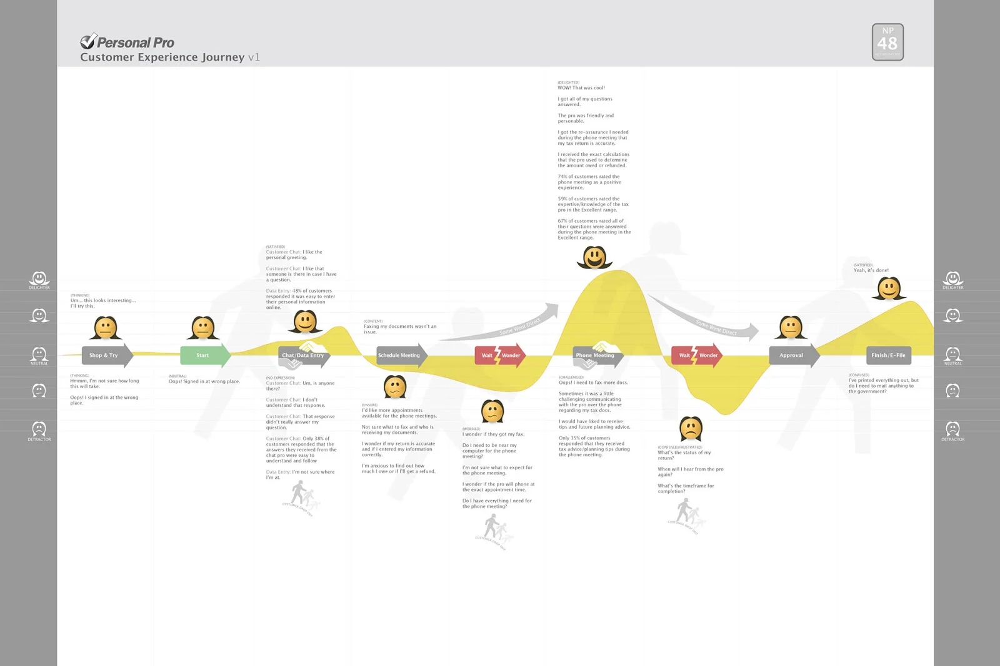 Personal Pro
Customer Experience Journey v1
NP
48
DELIGHTER
NEUTRAL
DETRACTOR
(THINKING)
Um... this looks interesting...
I'll try this.
Shop & Try
(THINKING)
Hmmm, I'm not sure how long
this will take.
Oops! I signed in at the wrong
place.
Start
(NEUTRAL)
Oops! Signed in at wrong place.
(SATISFIED)
Customer Chat: I like the
personal greeting.
Customer Chat: I like that
someone is there in case I have
a question.
Data Entry: 48% of customers
responded it was easy to enter
their personal information
online.
Chat/Data Entry
(NO EXPRESSION)
Customer Chat: Um, is anyone
there?
Customer Chat: I don't
understand that response.
Customer Chat: That response
didn't really answer my
question.
Customer Chat: Only 38% of
customers responded that the
answers they received from the
chat pro were easy to
understand and follow
Data Entry: I'm not sure where
I'm at.
CUSTOMER DROP OUT
(CONTENT)
Faxing my documents wasn't an
issue.
Schedule Meeting
(UNSURE)
I'd like more appointments
available for the phone meetings.
Not sure what to fax and who is
receiving my documents.
I wonder if my return is accurate
and if I entered my information
correctly.
I'm anxious to find out how
much I owe or if I'll get a refund.
Some Went Direct
Wait Wonder
(WORRIED)
I wonder if they got my fax.
Do I need to be near my
computer for the phone
meeting?
I'm not sure what to expect for
the phone meeting.
I wonder if the pro will phone at
the exact appointment time.
Do I have everything I need for
the phone meeting?
CUSTOMER DROP OUT
(DELIGHTED)
WOW! That was cool!
I got all of my questions
answered.
The pro was friendly and
personable.
I got the re-assurance I needed
during the phone meeting that
my tax return is accurate.
I received the exact calculations
that the pro used to determine
the amount owed or refunded.
74% of customers rated the
phone meeting as a positive
experience.
59% of customers rated the
expertise/knowledge of the tax
pro in the Excellent range.
67% of customers rated all of
their questions were answered
during the phone meeting in the
Excellent range.
Phone Meeting
(CHALLENGED)
Oops! I need to fax more docs.
Sometimes it was a little
challenging communicating
with the pro over the phone
regarding my tax docs.
I would have liked to receive
tips and future planning advice.
Only 35% of customers
responded that they received
tax advice/planning tips during
the phone meeting.
Some Went Direct
Wait Wonder
(CONFUSED/FRUSTRATED)
What's the status of my
return?
When will I hear from the pro
again?
What's the timeframe for
completion?
CUSTOMER DROP OUT
Approval
(SATISFIED)
Yeah, it's done!
Finish/E-File
(CONFUSED)
I've printed everything out, but
do I need to mail anything to
the government?
DELIGHTER
NEUTRAL
DETRACTOR